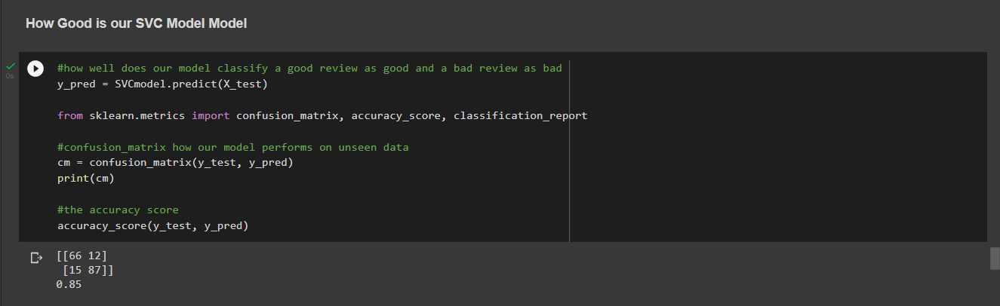 How Good is our SVC Model Model
#how well does our model classify a good review as good and a bad review as bad
y_pred = SVCmodel.predict(X_test)
from sklearn.metrics import confusion_matrix, accuracy_score, classification_report
#confusion_matrix how our model performs on unseen data
cm = confusion_matrix(y_test, y_pred)
print(cm)
#the accuracy score
accuracy_score(y_test, y_pred)
0s
[[66 12]
 [15 87]]
0.85